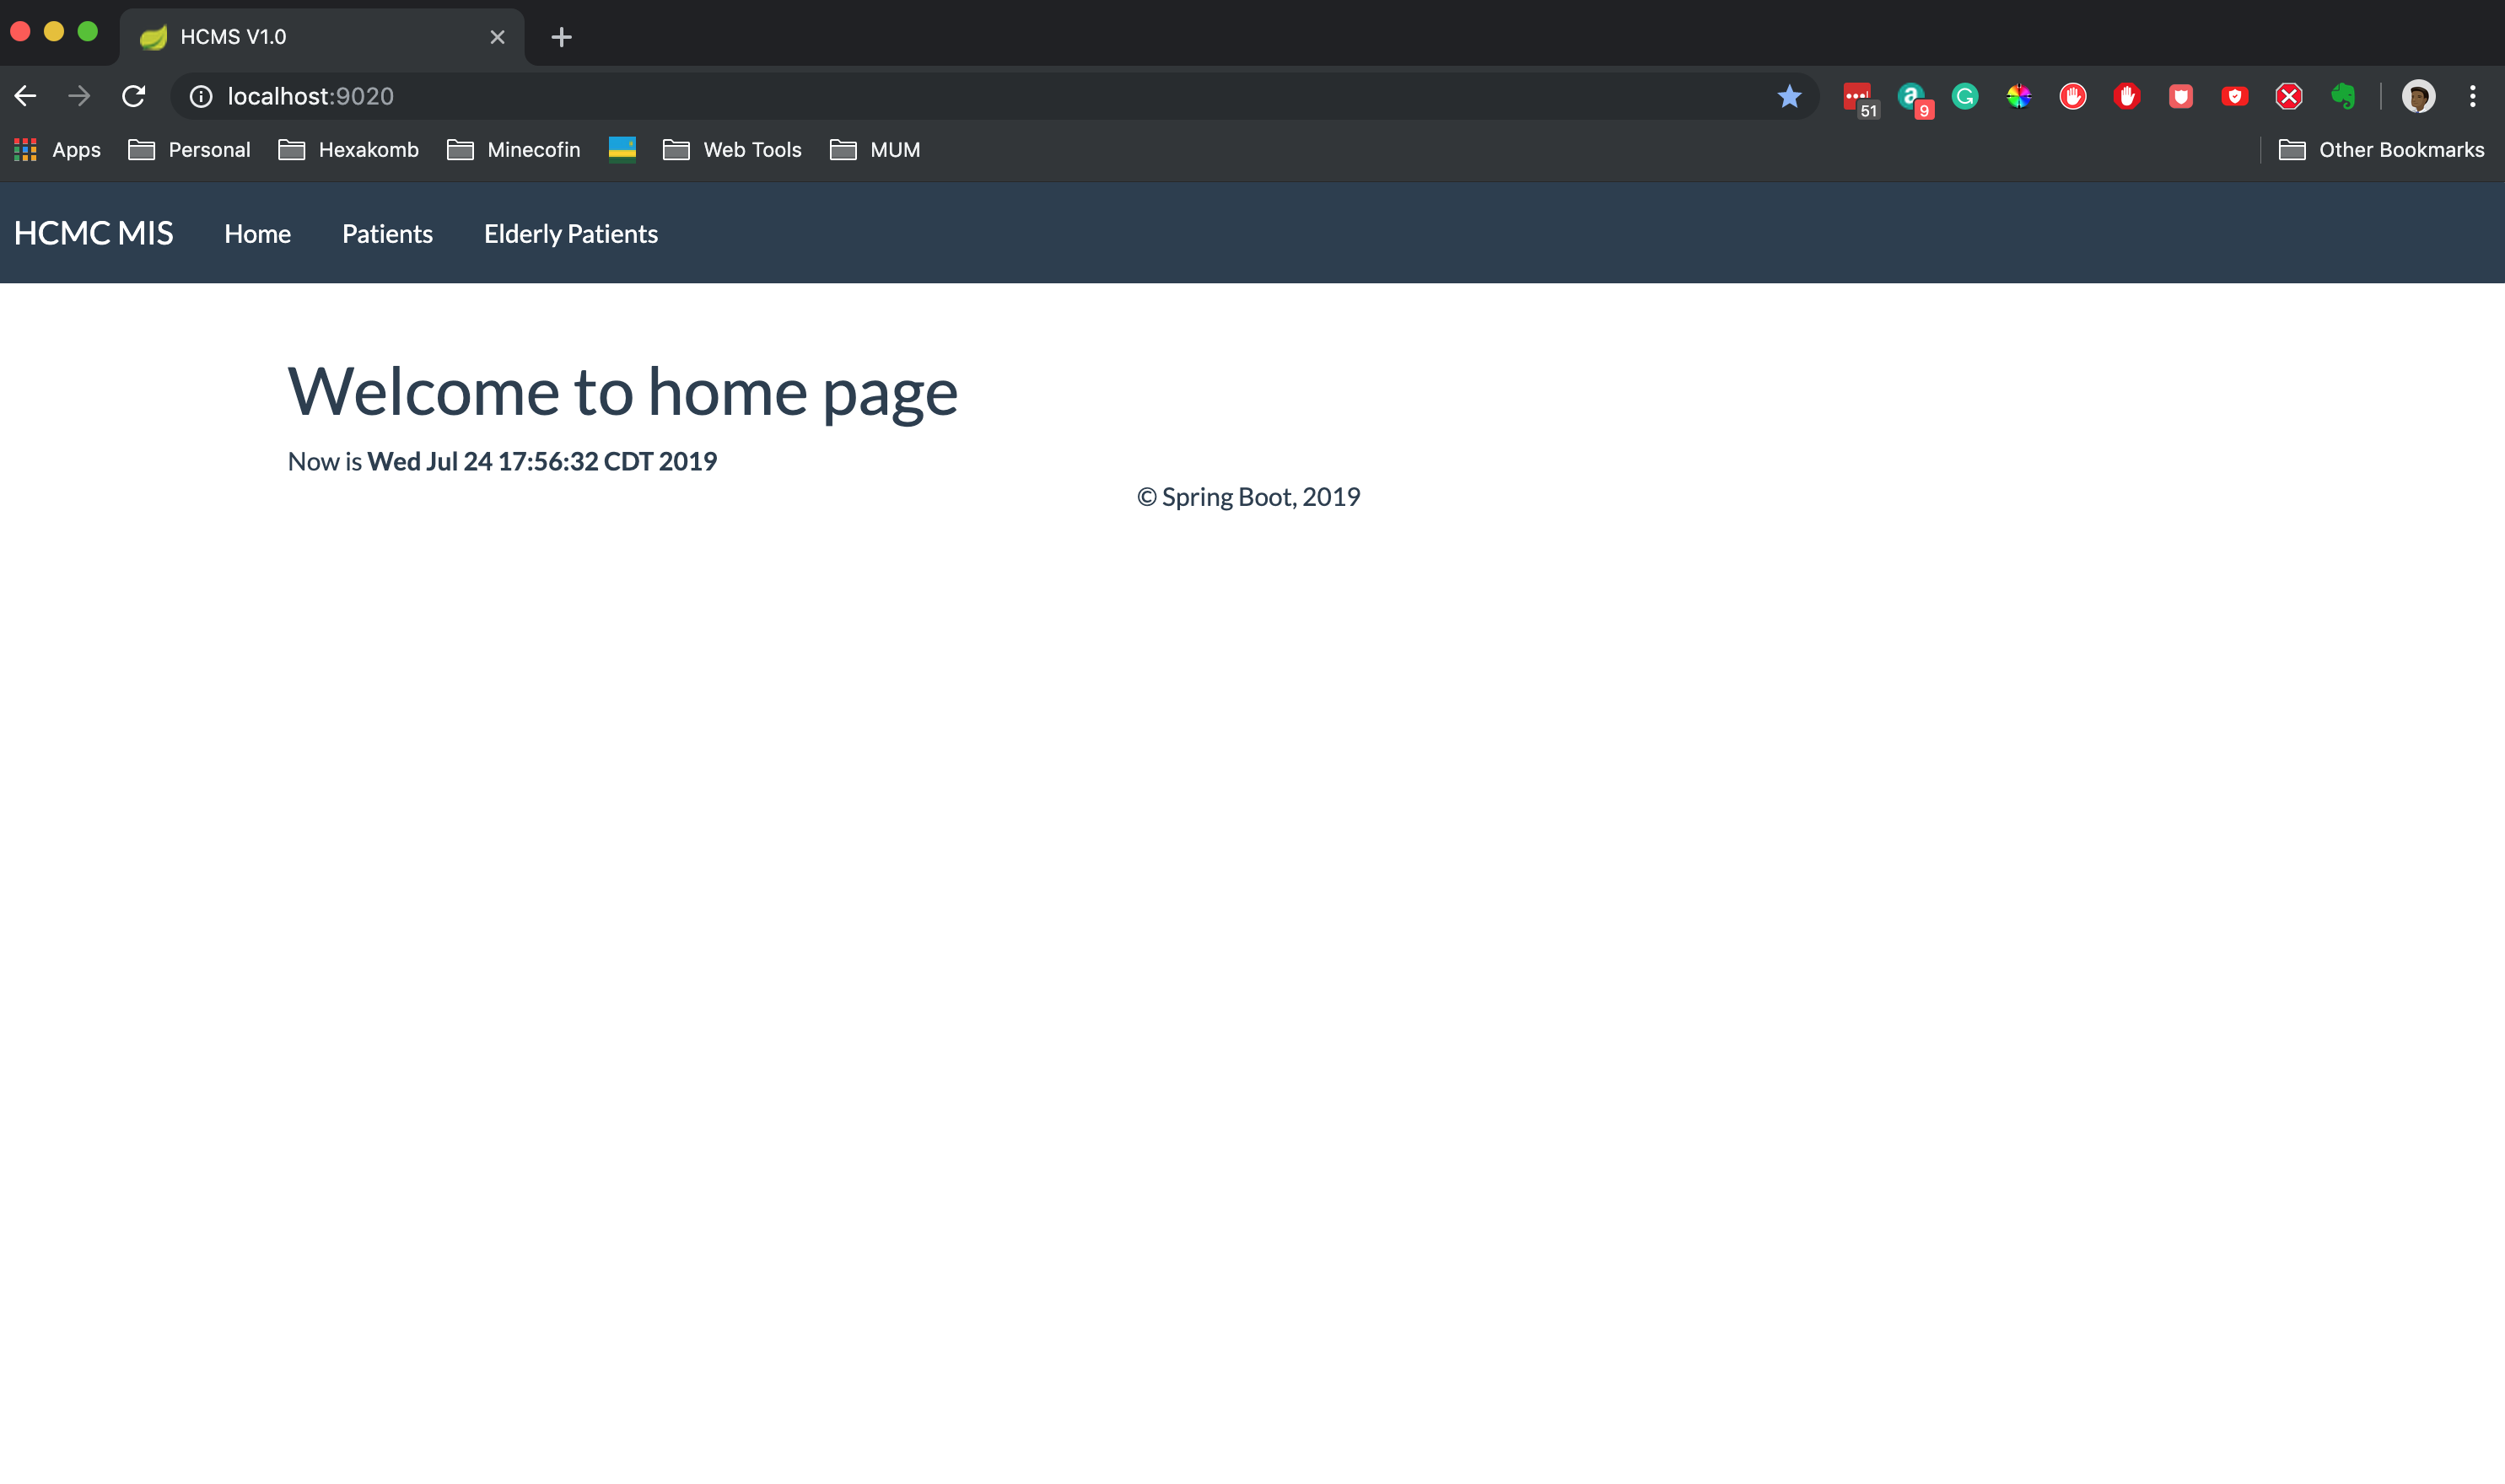 HCMS V1.0
localhost:9020
51
9
Apps Personal Hexakomb Minecofin Web Tools MUM Other Bookmarks
HCMC MIS Home Patients Elderly Patients
Welcome to home page
Now is Wed Jul 24 17:56:32 CDT 2019
© Spring Boot, 2019